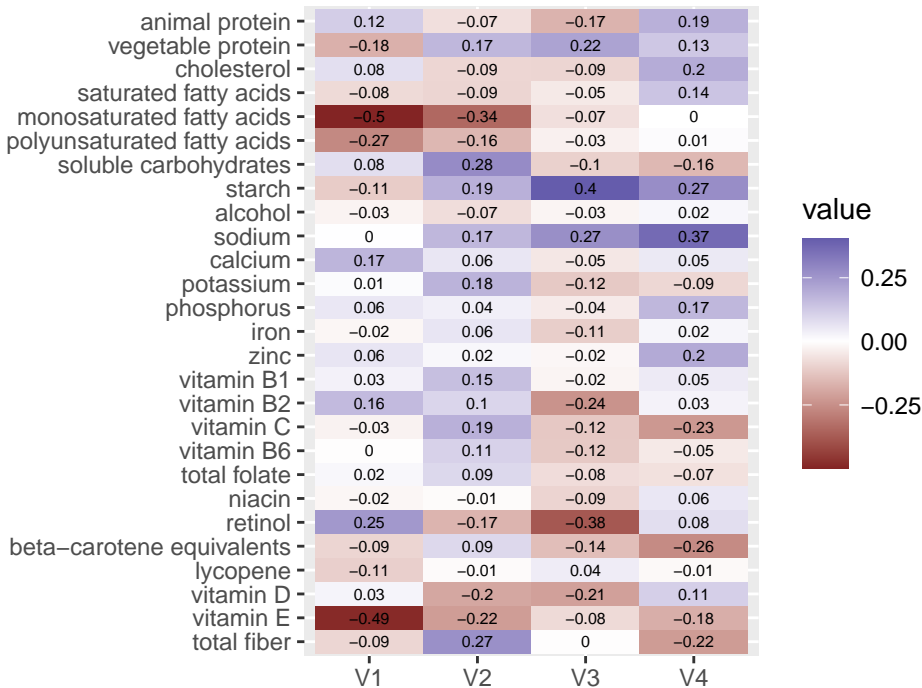 animal protein 0.12 −0.07 −0.17 0.19
vegetable protein −0.18 0.17 0.22 0.13
cholesterol 0.08 −0.09 −0.09 0.2
saturated fatty acids −0.08 −0.09 −0.05 0.14
monosaturated fatty acids −0.5 −0.34 −0.07 0
polyunsaturated fatty acids −0.27 −0.16 −0.03 0.01
soluble carbohydrates 0.08 0.28 −0.1 −0.16
starch −0.11 0.19 0.4 0.27
alcohol −0.03 −0.07 −0.03 0.02
sodium 0 0.17 0.27 0.37
calcium 0.17 0.06 −0.05 0.05
potassium 0.01 0.18 −0.12 −0.09
phosphorus 0.06 0.04 −0.04 0.17
iron −0.02 0.06 −0.11 0.02
zinc 0.06 0.02 −0.02 0.2
vitamin B1 0.03 0.15 −0.02 0.05
vitamin B2 0.16 0.1 −0.24 0.03
vitamin C −0.03 0.19 −0.12 −0.23
vitamin B6 0 0.11 −0.12 −0.05
total folate 0.02 0.09 −0.08 −0.07
niacin −0.02 −0.01 −0.09 0.06
retinol 0.25 −0.17 −0.38 0.08
beta−carotene equivalents −0.09 0.09 −0.14 −0.26
lycopene −0.11 −0.01 0.04 −0.01
vitamin D 0.03 −0.2 −0.21 0.11
vitamin E −0.49 −0.22 −0.08 −0.18
total fiber −0.09 0.27 0 −0.22
V1 V2 V3 V4
value
0.25
0.00
−0.25